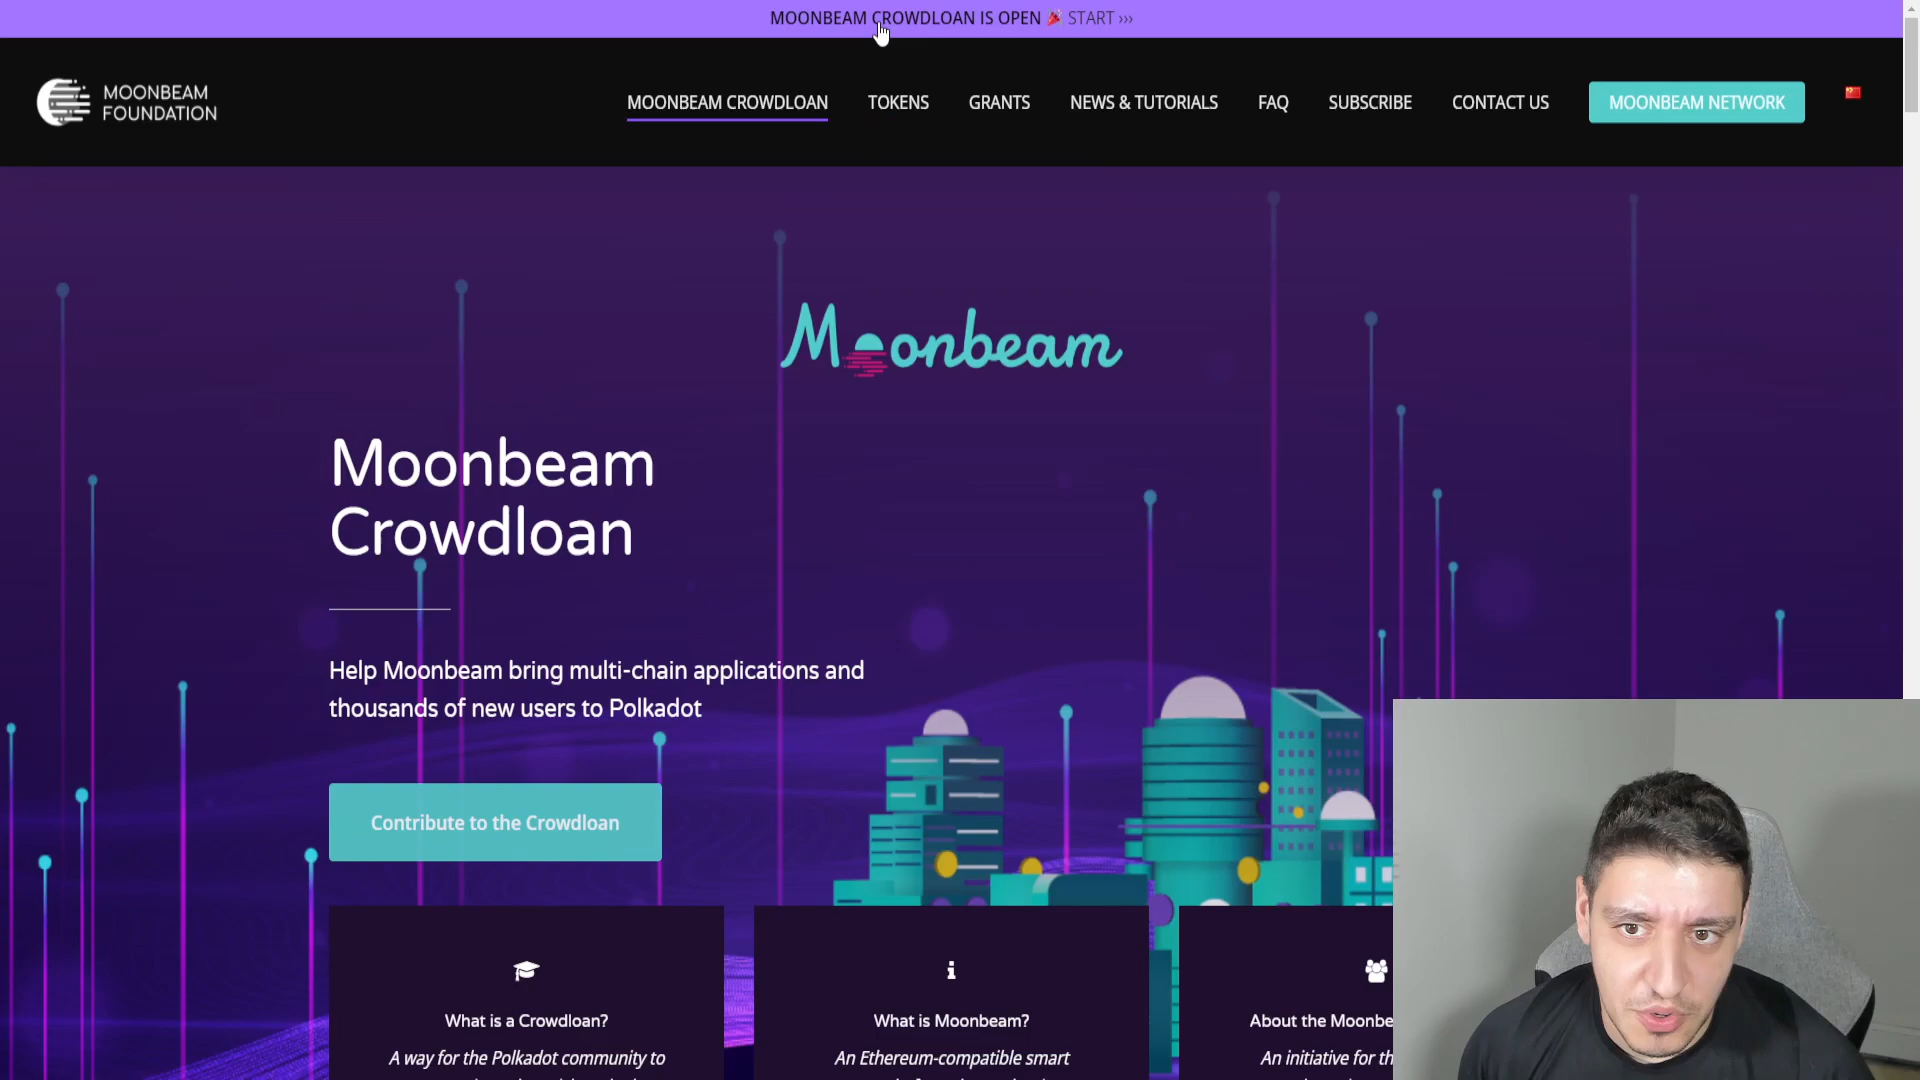 MOONBEAM CROWDLOAN IS OPEN 🎉 START ›››
MOONBEAM
FOUNDATION
MOONBEAM CROWDLOAN
TOKENS
GRANTS
NEWS & TUTORIALS
FAQ
SUBSCRIBE
CONTACT US
MOONBEAM NETWORK
Moonbeam
Moonbeam
Crowdloan
Help Moonbeam bring multi-chain applications and
thousands of new users to Polkadot
Contribute to the Crowdloan
What is a Crowdloan?
A way for the Polkadot community to
What is Moonbeam?
An Ethereum-compatible smart
About the Moonbe
An initiative for th